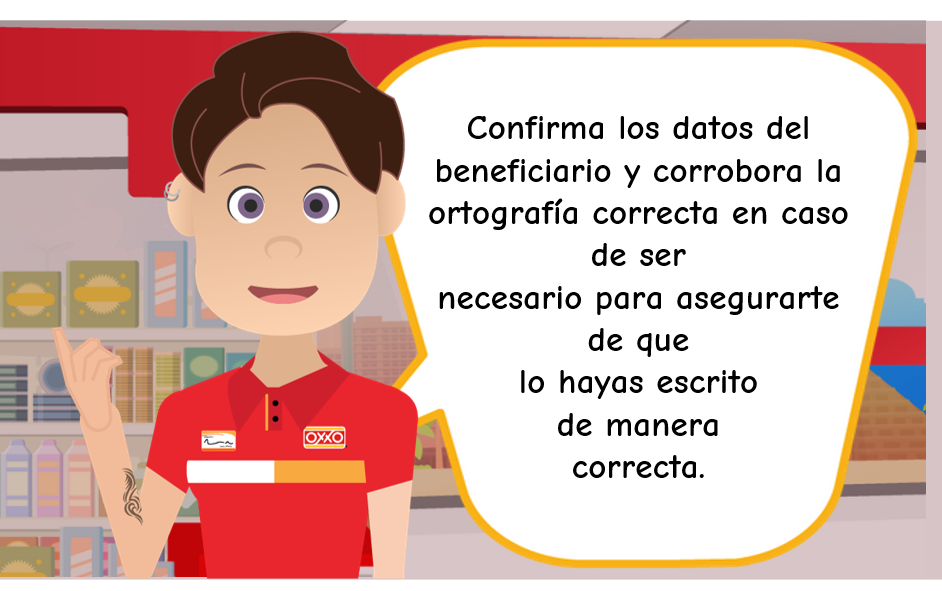 Confirma los datos del
beneficiario y corrobora la
ortografía correcta en caso
de ser
necesario para asegurarte
de que
lo hayas escrito
de manera
correcta.
OXXO